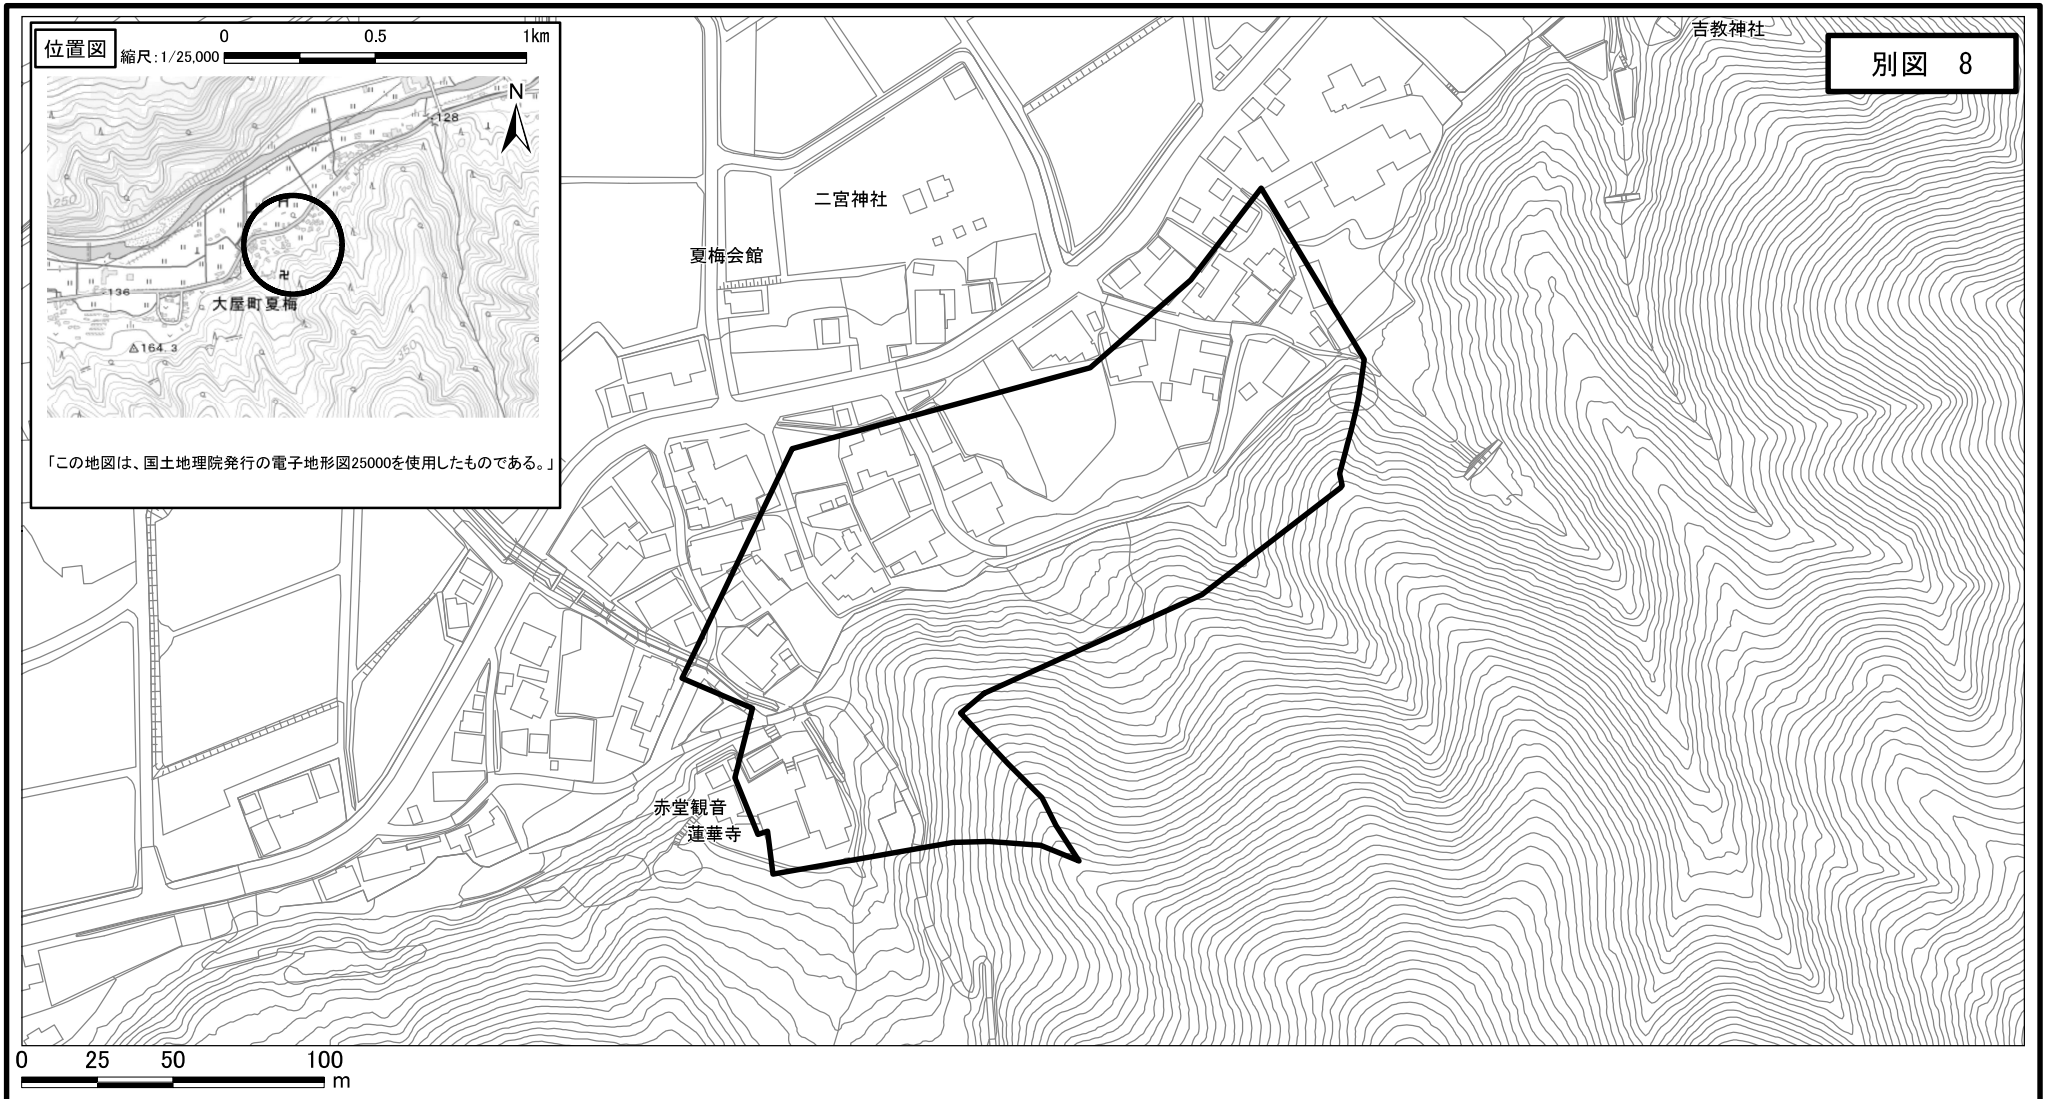 位置図
縮尺:1/25,000
0 0.5 1km
N
128
250
136
大屋町夏梅
164.3
350
「この地図は、国土地理院発行の電子地形図25000を使用したものである。」
吉教神社
別図 8
二宮神社
夏梅会館
赤堂観音
蓮華寺
0 25 50 100
m